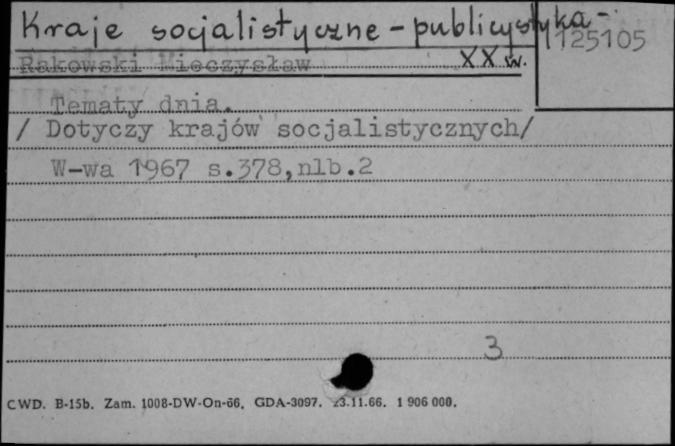 Kraje socjalistyczne - publicystyka -
125105
Rakowski Mieczysław XX w.
Tematy dnia.
/ Dotyczy krajów socjalistycznych/
W-wa 1967 s.378,nlb.2
3
CWD. B-15b. Zam. 1008-DW-On-66. GDA-3097. 23.11.66. 1 906 000.